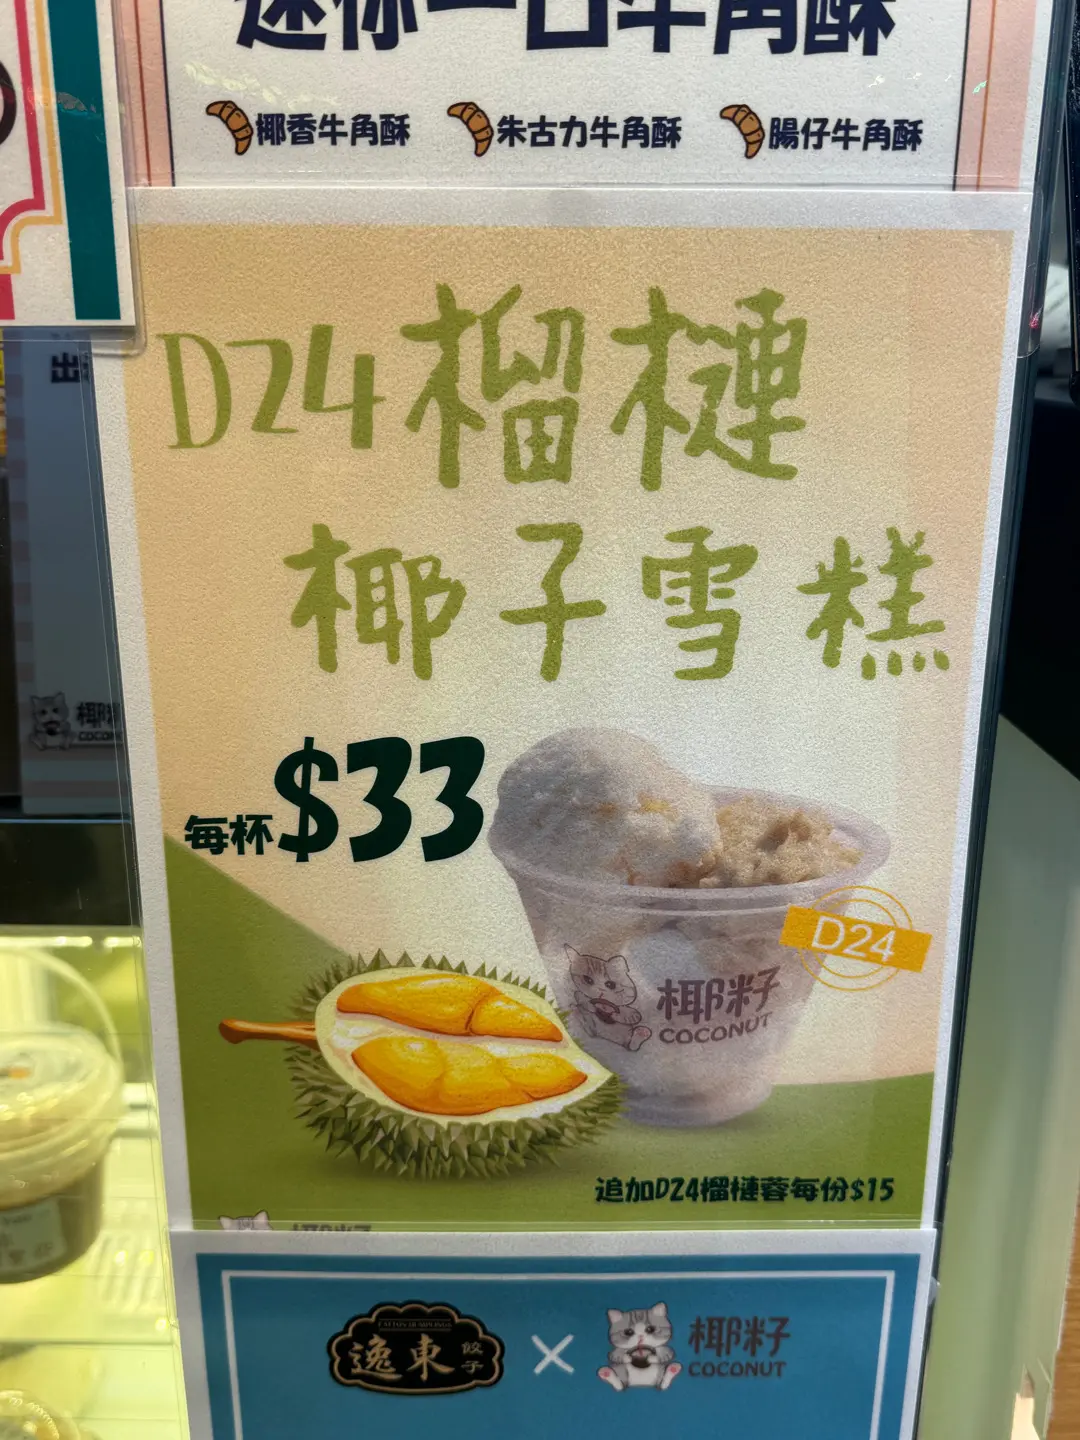 迷你一口牛角酥
椰香牛角酥 朱古力牛角酥 腸仔牛角酥
D24榴槤
椰子雪糕
每杯$33
D24
椰籽
COCONUT
追加D24榴槤蓉每份$15
出
椰
逸東 餃子 × 椰籽
COCONUT